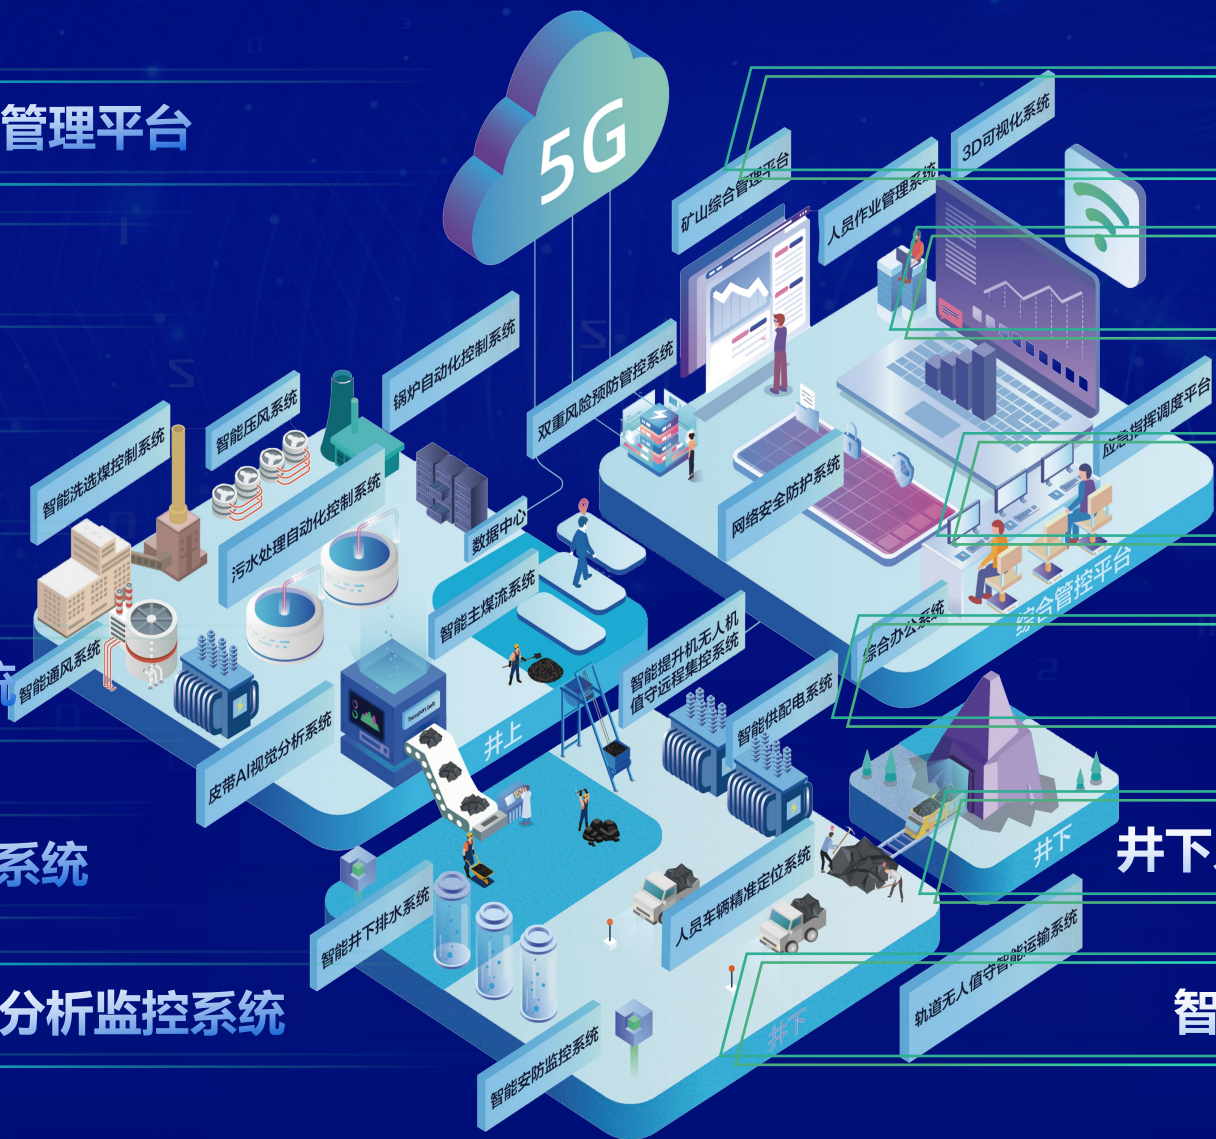 5G
管理平台
3D可视化系统
矿山综合管理平台
人员作业管理系统
锅炉自动化控制系统
双重风险预防管控系统
智能压风系统
智能洗选煤控制系统
应急指挥调度平台
污水处理自动化控制系统
网络安全防护系统
数据中心
智能主煤流系统
综合管控平台
综合办公系统
智能提升机无人机
值守远程集控系统
智能通风系统
智能供配电系统
皮带AI视觉分析系统
Transport belt
井上
井下
井下
系统
人员车辆精准定位系统
智能井下排水系统
轨道无人值守智能运输系统
分析监控系统
智
井下
智能安防监控系统